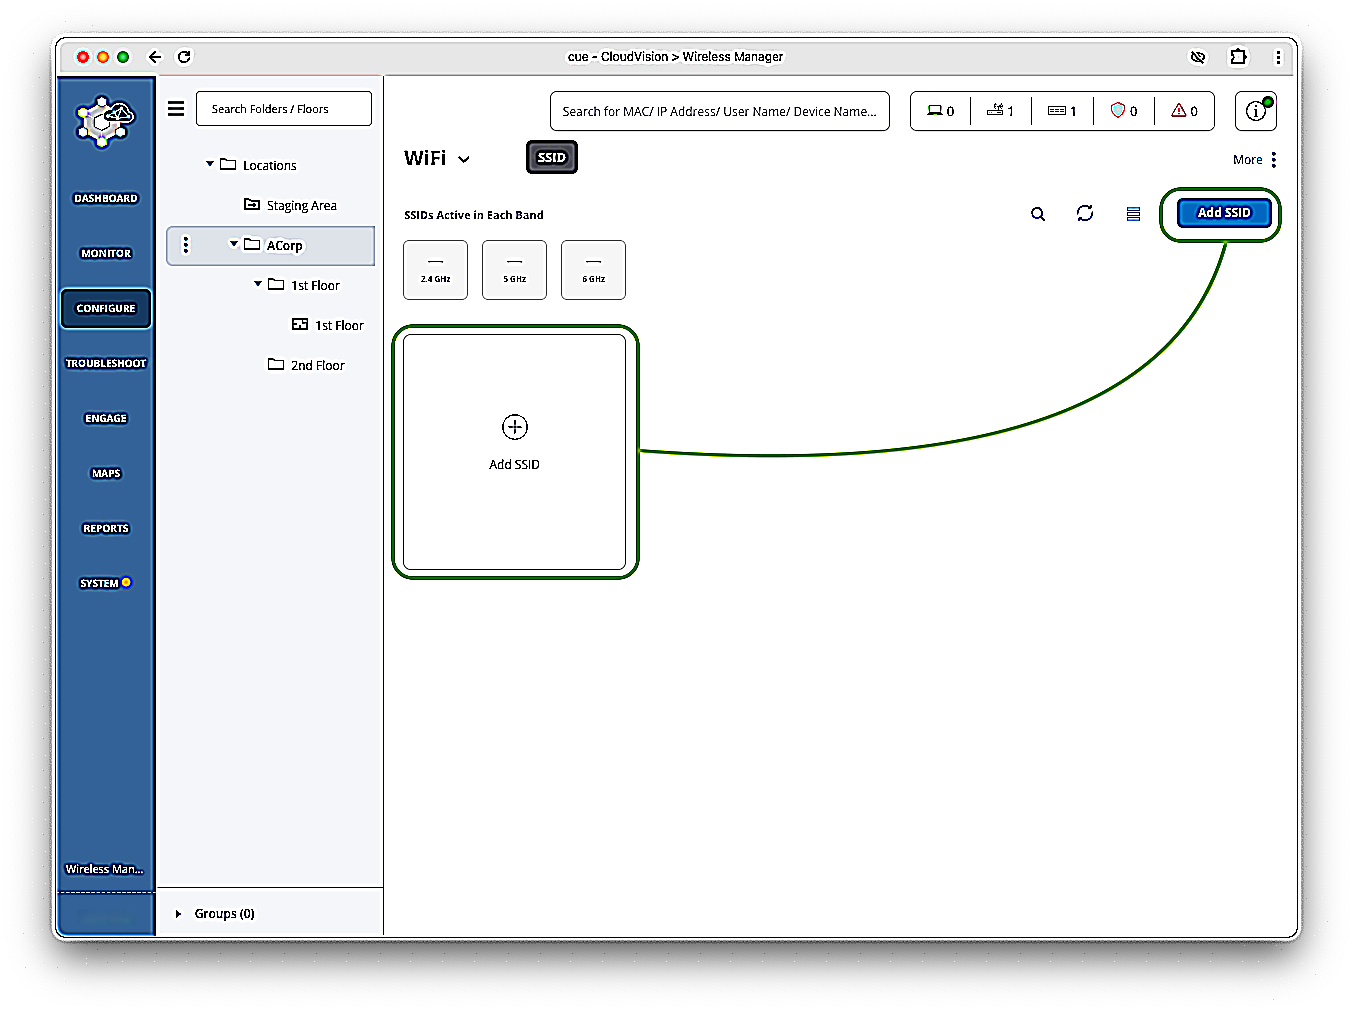 cue - CloudVision > Wireless Manager
DASHBOARD
MONITOR
CONFIGURE
TROUBLESHOOT
ENGAGE
MAPS
REPORTS
SYSTEM
Wireless Man...
Search Folders / Floors
Locations
Staging Area
ACorp
1st Floor
1st Floor
2nd Floor
Groups (0)
Search for MAC/ IP Address/ User Name/ Device Name...
0
1
1
0
0
WiFi
SSID
More
SSIDs Active in Each Band
Add SSID
— — —
2.4 GHz 5 GHz 6 GHz
Add SSID